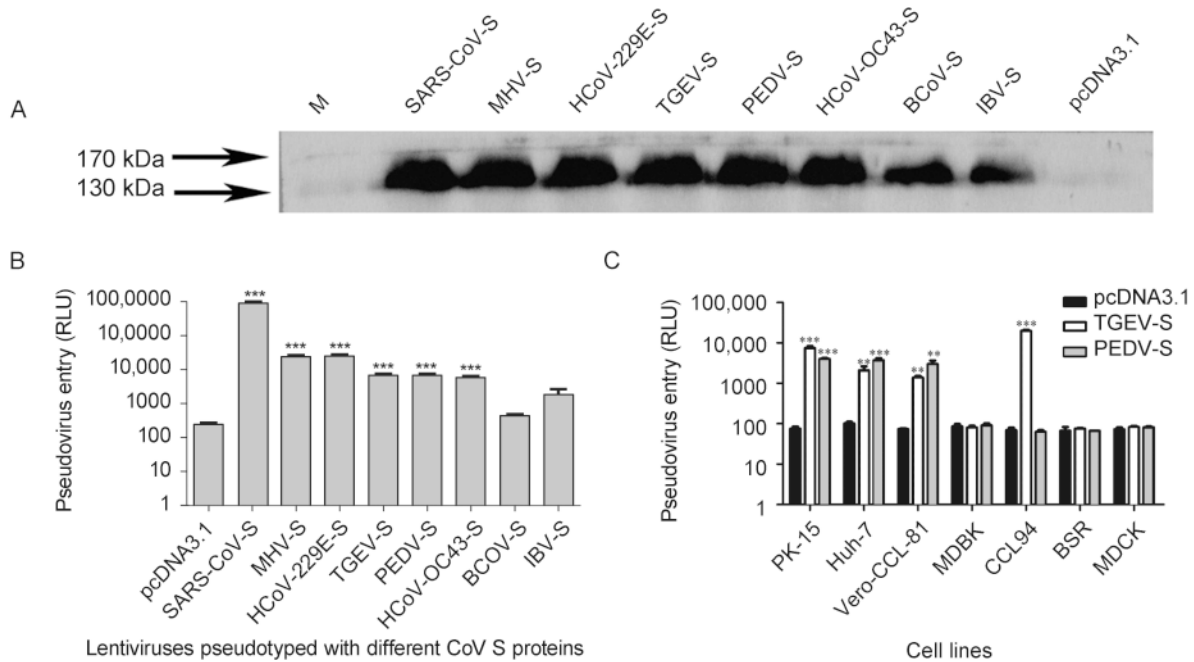 A
M
SARS-CoV-S
MHV-S
HCoV-229E-S
TGEV-S
PEDV-S
HCoV-OC43-S
BCoV-S
IBV-S
pcDNA3.1
170 kDa
130 kDa
B
Pseudovirus entry (RLU)
100,0000
10,0000
10,000
1000
100
10
1
***
***
***
***
***
***
pcDNA3.1
SARS-CoV-S
MHV-S
HCoV-229E-S
TGEV-S
PEDV-S
HCoV-OC43-S
BCOV-S
IBV-S
Lentiviruses pseudotyped with different CoV S proteins
C
Pseudovirus entry (RLU)
100,000
10,000
1000
100
10
1
pcDNA3.1
TGEV-S
PEDV-S
***
***
**
***
**
**
***
PK-15
Huh-7
Vero-CCL-81
MDBK
CCL94
BSR
MDCK
Cell lines